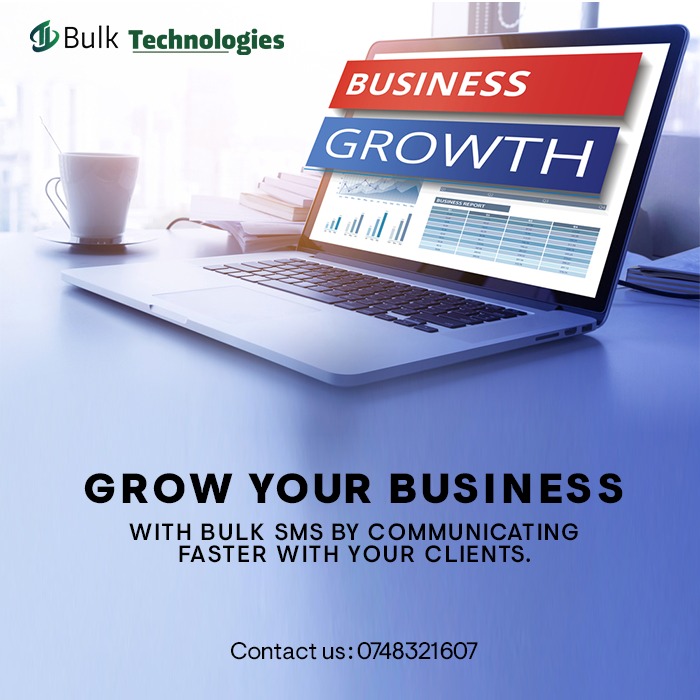 Bulk Technologies
BUSINESS
GROWTH
BUSINESS REPORT
GROW YOUR BUSINESS
WITH BULK SMS BY COMMUNICATING
FASTER WITH YOUR CLIENTS.
Contact us: 0748321607